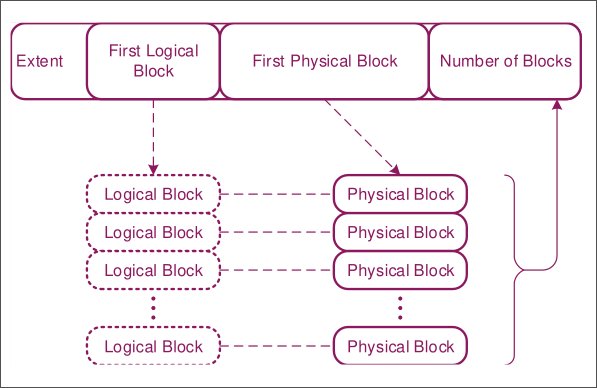 Extent
First Logical
Block
First Physical Block
Number of Blocks
Logical Block
Physical Block
Logical Block
Physical Block
Logical Block
Physical Block
Logical Block
Physical Block